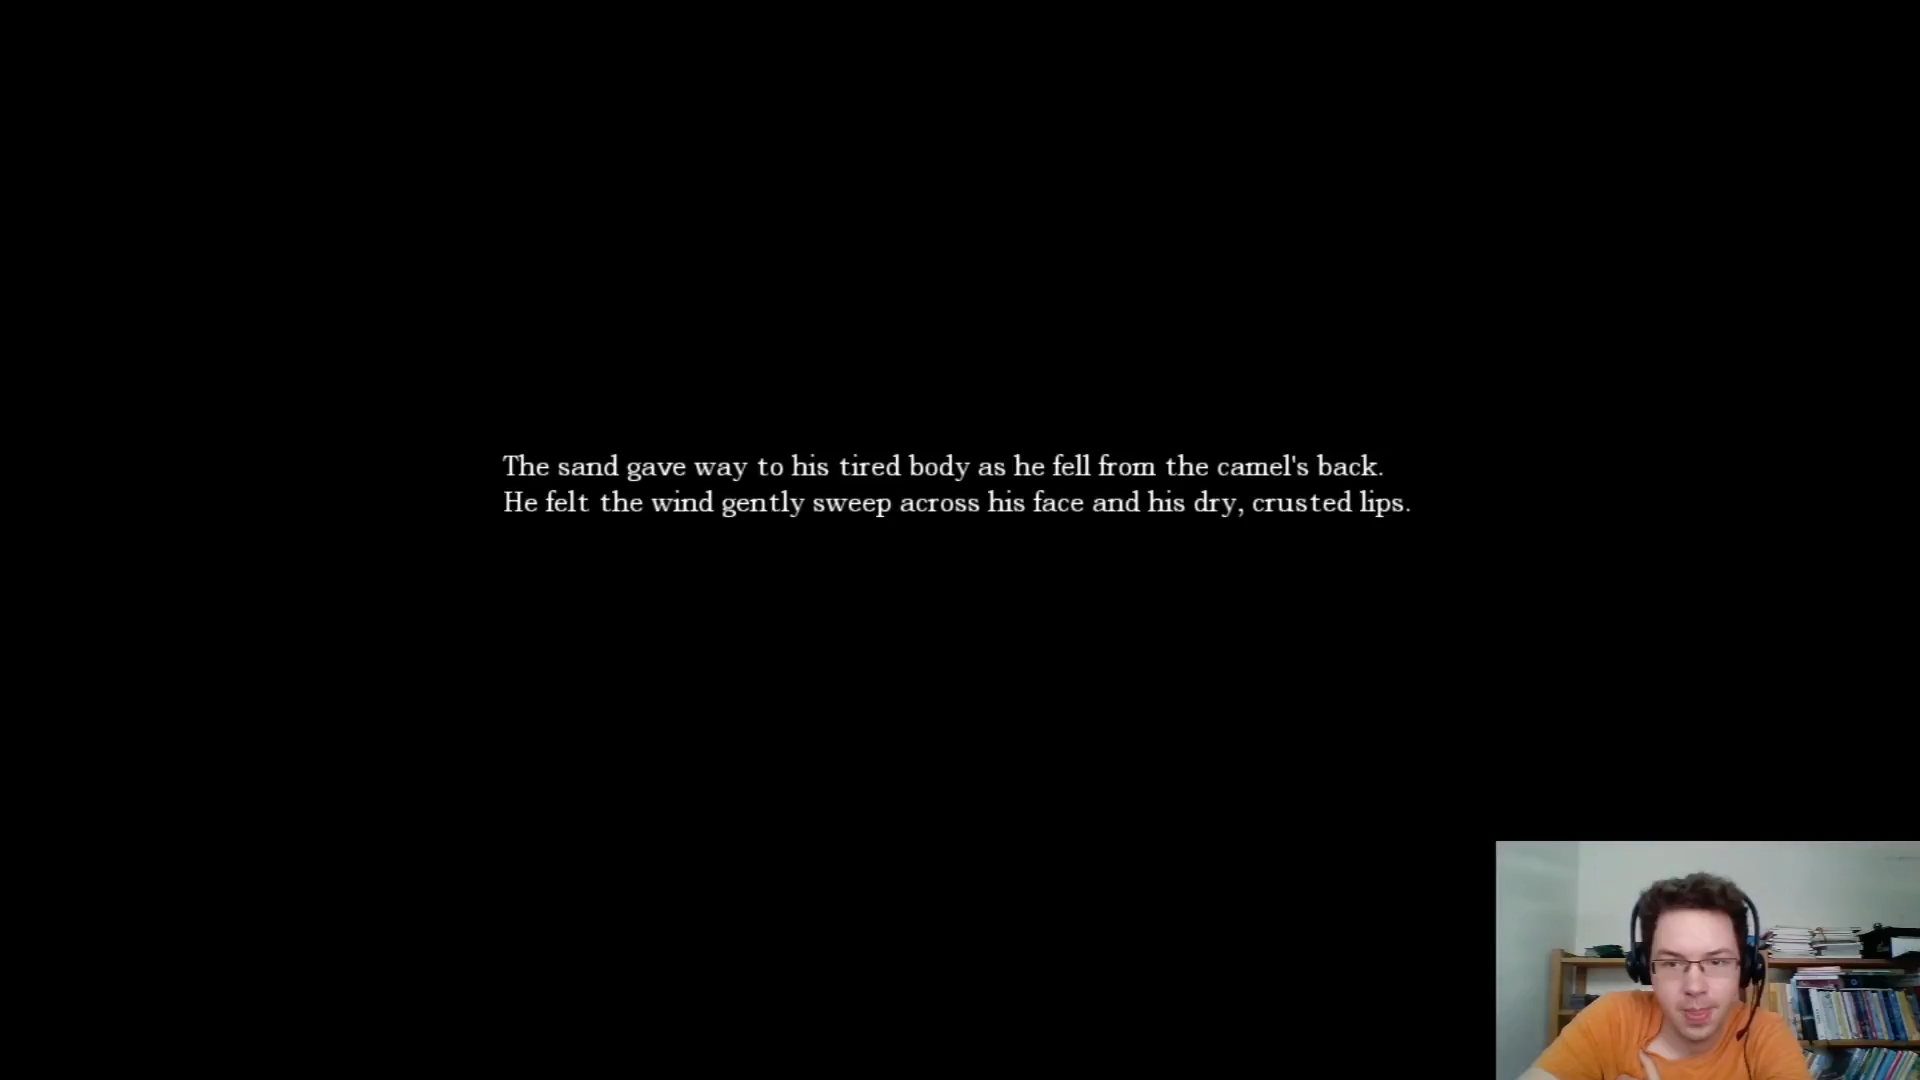 The sand gave way to his tired body as he fell from the camel's back.
He felt the wind gently sweep across his face and his dry, crusted lips.